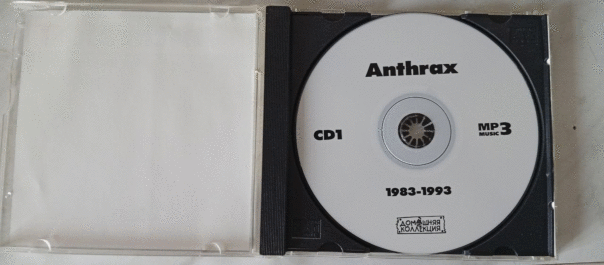 Anthrax
CD1
MP3
MUSIC
1983-1993
ДОМАШНЯЯ
КОЛЛЕКЦИЯ